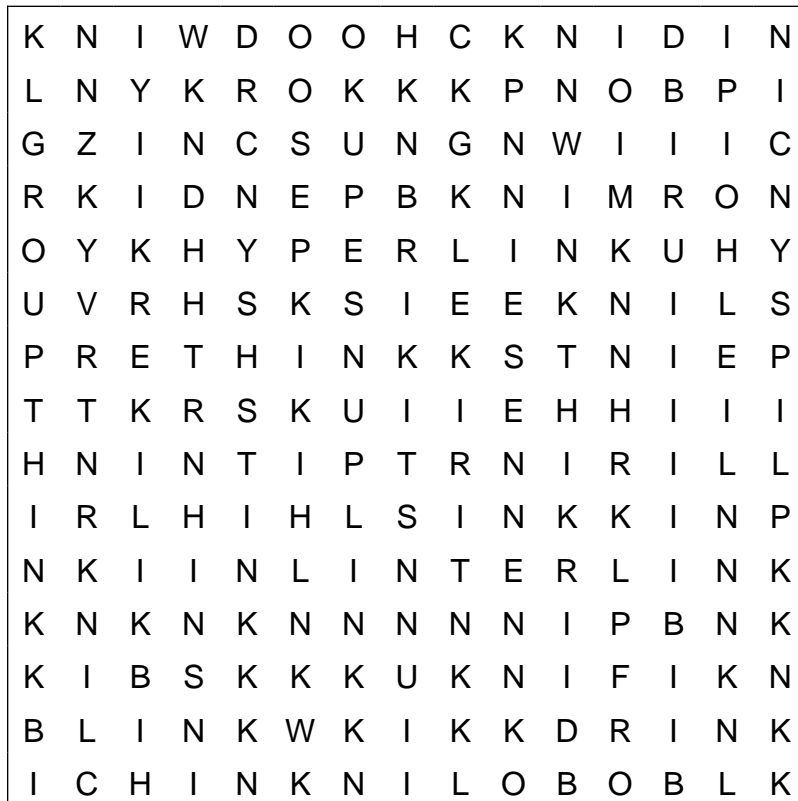 K N I W D O O H C K N I D I N
L N Y K R O K K K P N O B P I
G Z I N C S U N G N W I I I C
R K I D N E P B K N I M R O N
O Y K H Y P E R L I N K U H Y
U V R H S K S I E E K N I L S
P R E T H I N K K S T N I E P
T T K R S K U I I E H H I I I
H N I N T I P T R N I R I L L
I R L H I H L S I N K K I N P
N K I I N L I N T E R L I N K
K N K N K N N N N N I P B N K
K I B S K K K U K N I F I K N
B L I N K W K I K K D R I N K
I C H I N K N I L O B O B L K